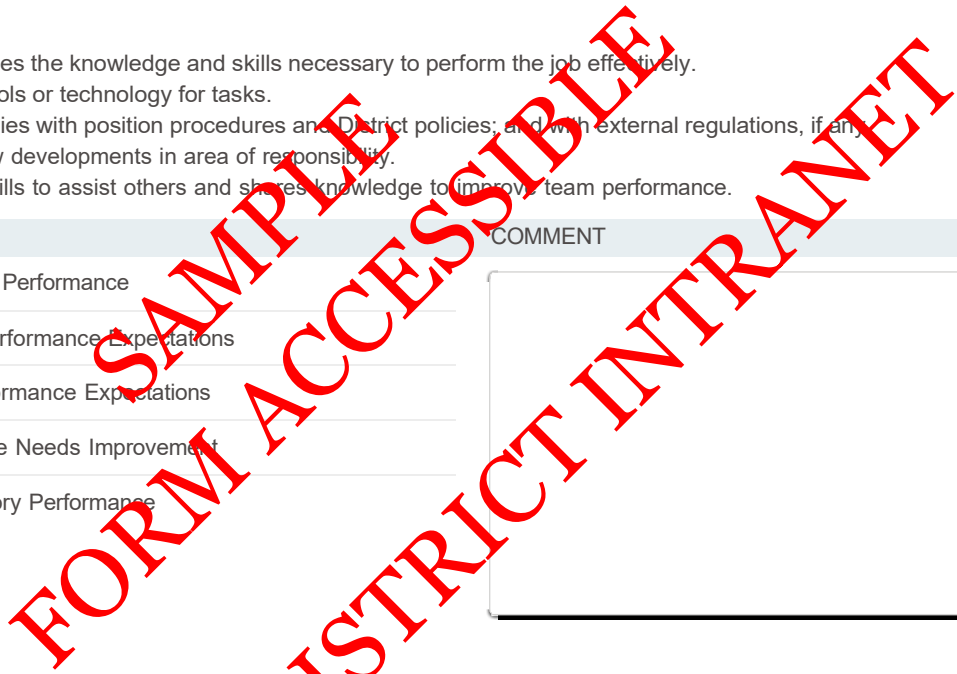 es the knowledge and skills necessary to perform the job effectively.
ols or technology for tasks.
ies with position procedures and District policies; and with external regulations, if any
developments in area of responsibility.
ills to assist others and shares knowledge to improve team performance.
COMMENT
Performance
rformance Expectations
rmance Expectations
e Needs Improvement
ory Performance
SAMPLE
FORM ACCESSIBLE
ISTRICT INTRANET